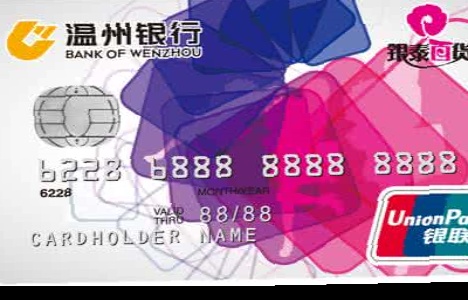 温州银行
BANK OF WENZHOU
银泰百货
6228 6888 8888 8888
6228
MONTH/YEAR
VALID THRU 88/88
CARDHOLDER NAME
UnionPa
银联